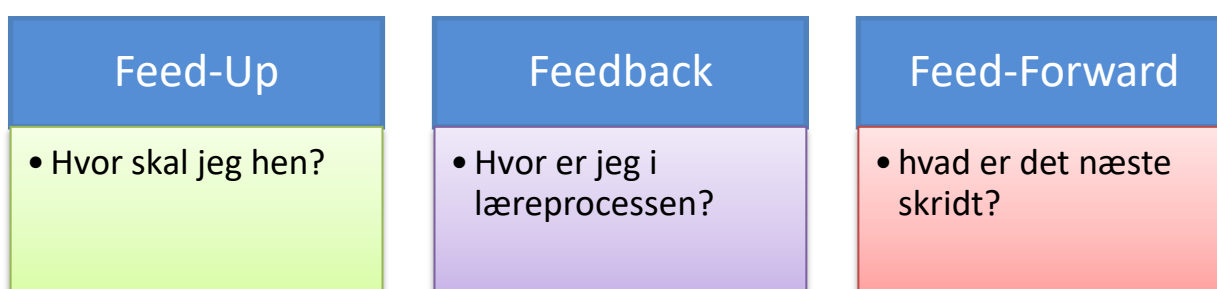 Feed-Up
• Hvor skal jeg hen?
Feedback
• Hvor er jeg i
læreprocessen?
Feed-Forward
• hvad er det næste
skridt?